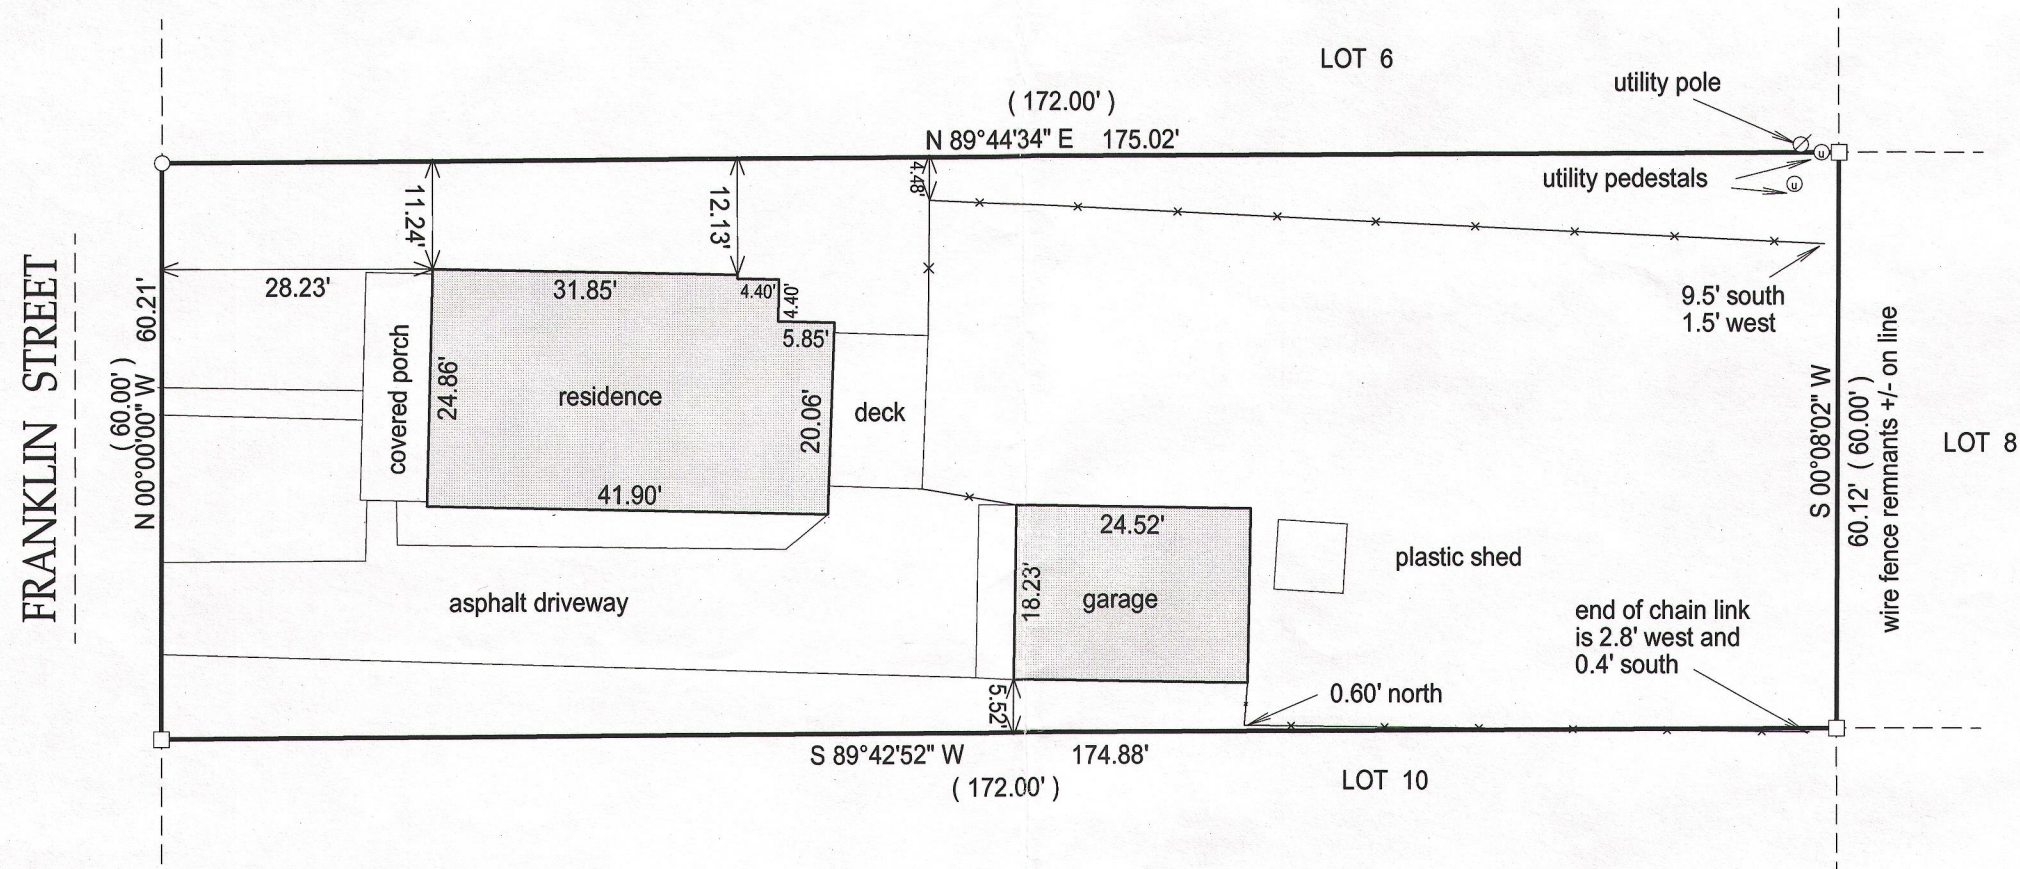 LOT 6
utility pole
( 172.00' )
N 89°44'34" E 175.02'
utility pedestals
u
u
4.48'
11.24'
12.13'
28.23'
31.85'
4.40'
4.40'
5.85'
9.5' south
1.5' west
FRANKLIN STREET
( 60.00' )
N 00°00'00" W 60.21'
covered porch
24.86'
residence
20.06'
deck
41.90'
S 00°08'02" W
60.12' ( 60.00' )
wire fence remnants +/- on line
LOT 8
24.52'
18.23'
garage
plastic shed
asphalt driveway
end of chain link
is 2.8' west and
0.4' south
5.52'
0.60' north
S 89°42'52" W 174.88'
( 172.00' )
LOT 10